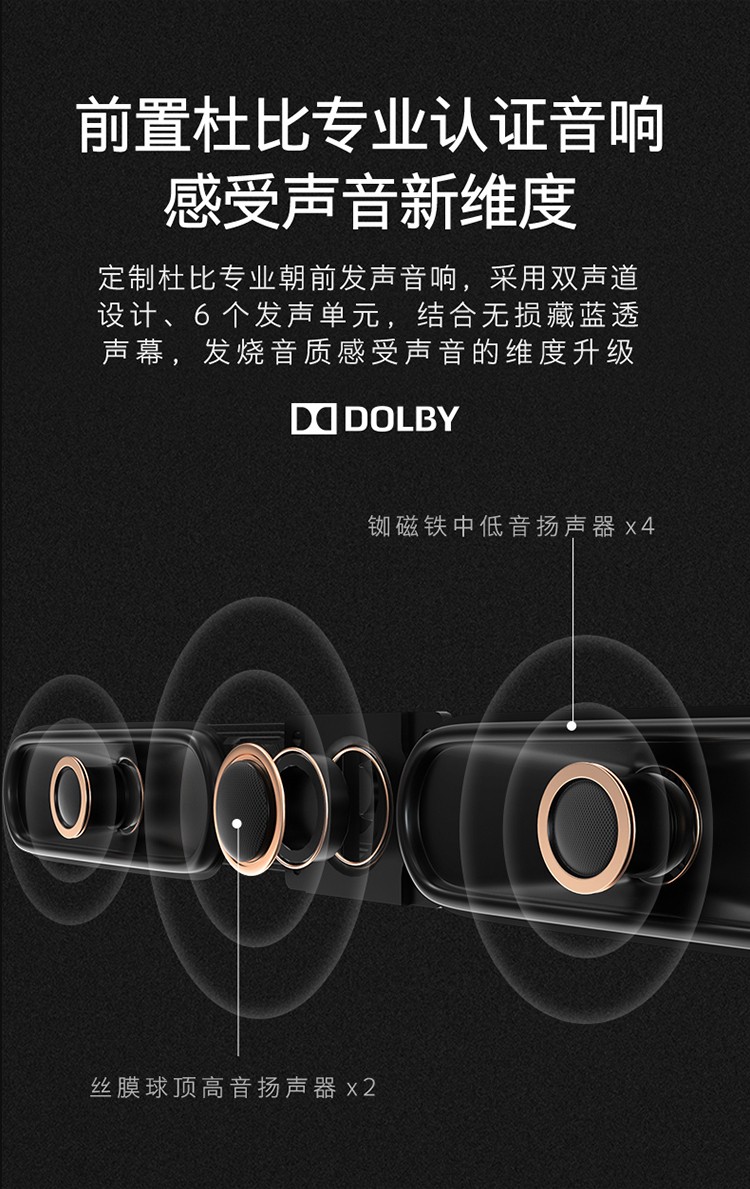 前置杜比专业认证音响
感受声音新维度
定制杜比专业朝前发声音响，采用双声道
设计、6个发声单元，结合无损藏蓝透
声幕，发烧音质感受声音的维度升级
DOLBY
铷磁铁中低音扬声器 x4
丝膜球顶高音扬声器 x2